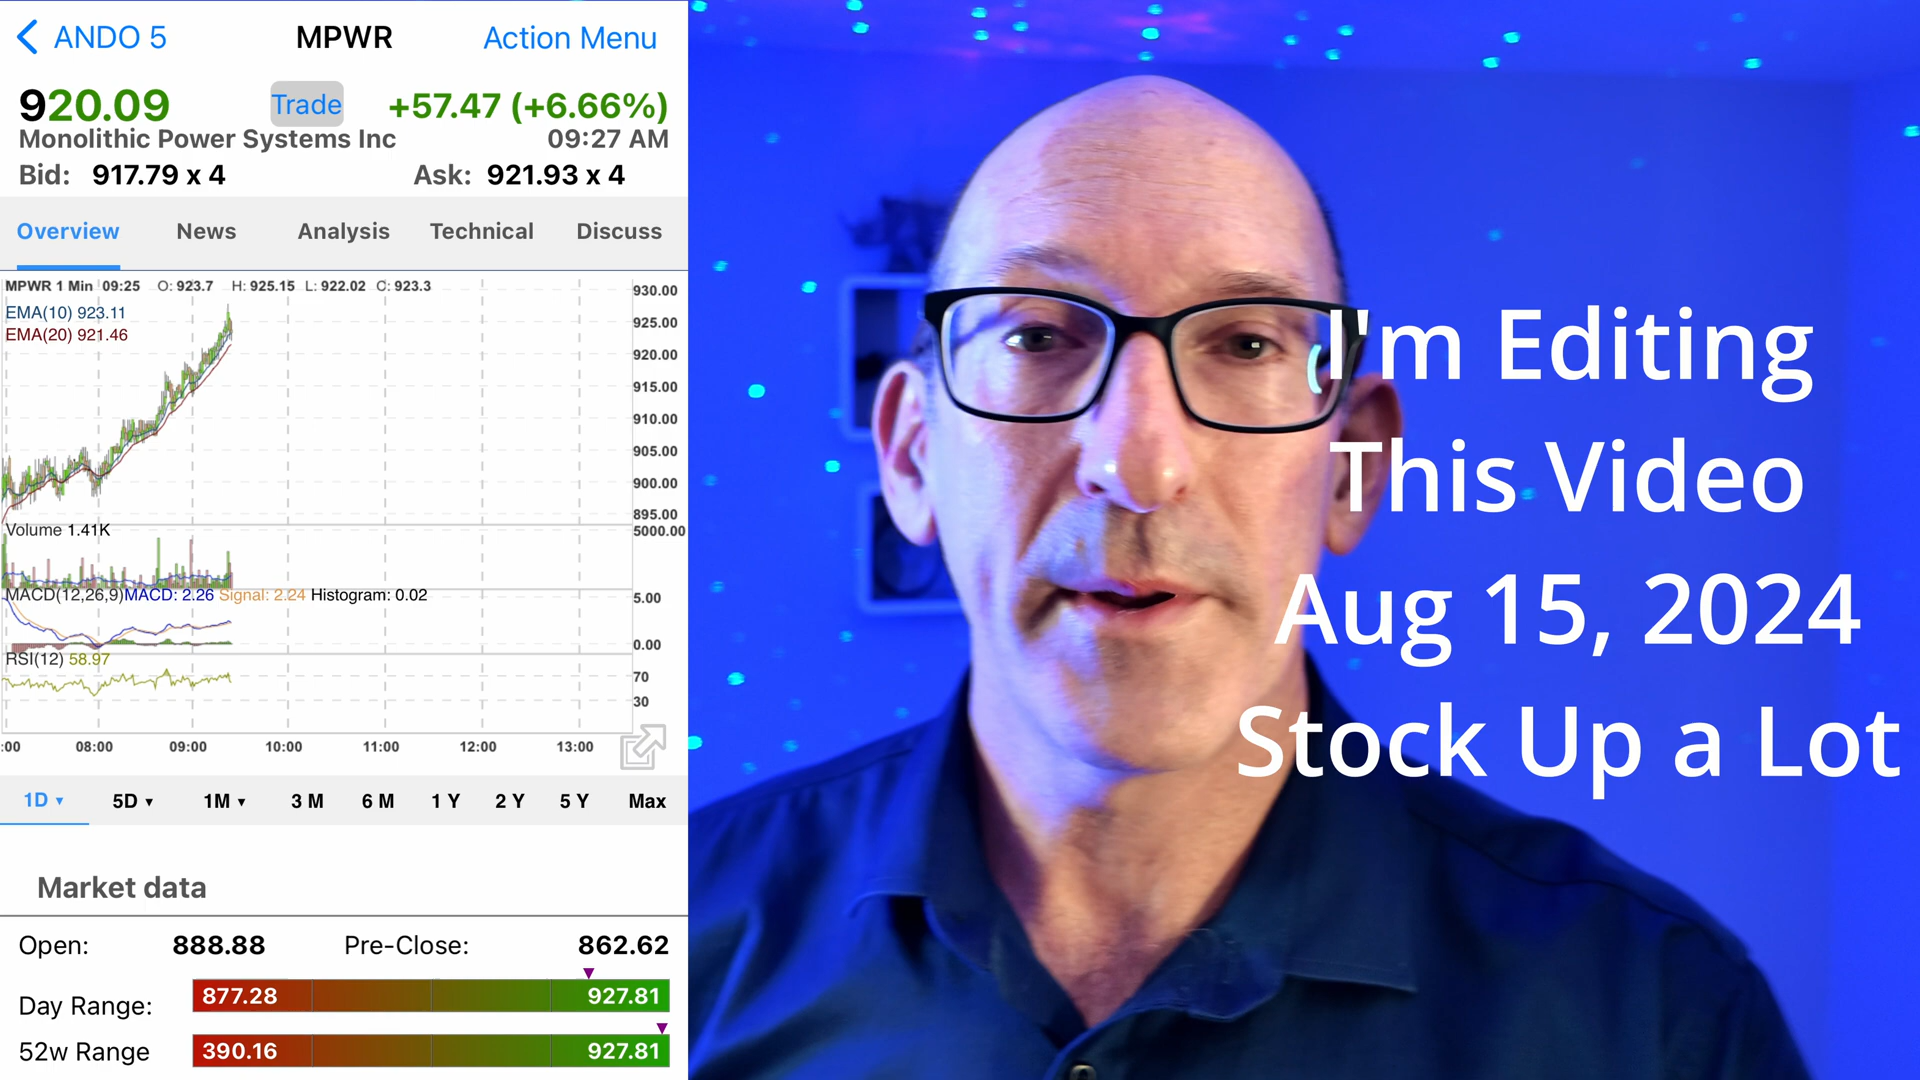 ANDO 5 MPWR Action Menu
920.09 Trade +57.47 (+6.66%)
Monolithic Power Systems Inc 09:27 AM
Bid: 917.79 x 4 Ask: 921.93 x 4
Overview News Analysis Technical Discuss
MPWR 1 Min 09:25 O: 923.7 H: 925.15 L: 922.02 C: 923.3
EMA(10) 923.11
EMA(20) 921.46
930.00
925.00
920.00
915.00
910.00
905.00
900.00
895.00
Volume 1.41K 5000.00
MACD(12,26,9)MACD: 2.26 Signal: 2.24 Histogram: 0.02
5.00
0.00
RSI(12) 58.97
70
30
:00 08:00 09:00 10:00 11:00 12:00 13:00
1D ▼ 5D ▼ 1M ▼ 3 M 6 M 1 Y 2 Y 5 Y Max
Market data
Open: 888.88 Pre-Close: 862.62
Day Range: 877.28 927.81
52w Range 390.16 927.81
I'm Editing
This Video
Aug 15, 2024
Stock Up a Lot